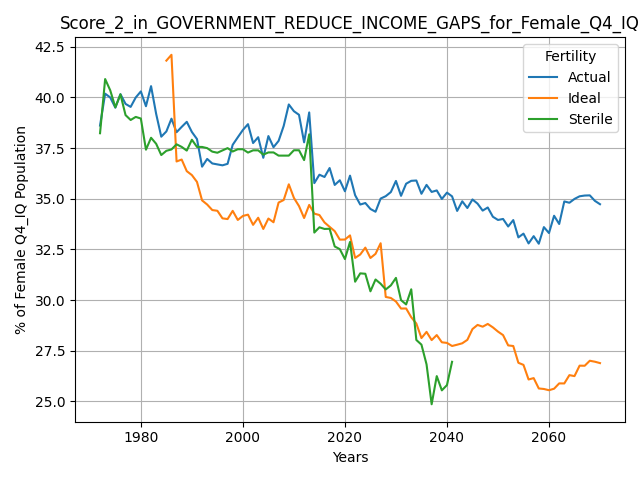 Score_2_in_GOVERNMENT_REDUCE_INCOME_GAPS_for_Female_Q4_IQ
Fertility
Actual
Ideal
Sterile
% of Female Q4_IQ Population
42.5
40.0
37.5
35.0
32.5
30.0
27.5
25.0
1980
2000
2020
2040
2060
Years